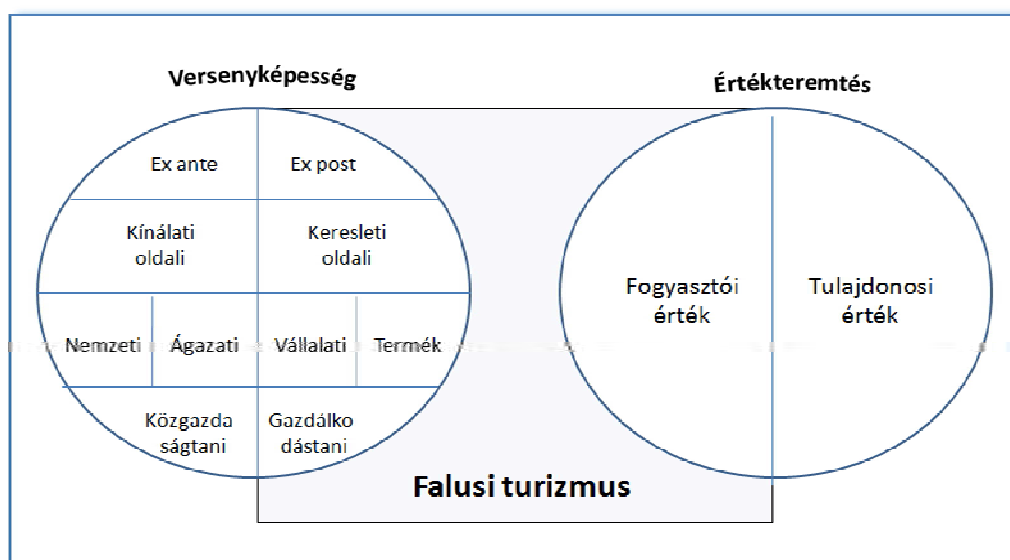 Versenyképesség
Értékteremtés
Ex ante
Ex post
Kínálati
oldali
Keresleti
oldali
Nemzeti
Ágazati
Vállalati
Termék
Közgazda
ságtani
Gazdálko
dástani
Fogyasztói
érték
Tulajdonosi
érték
Falusi turizmus